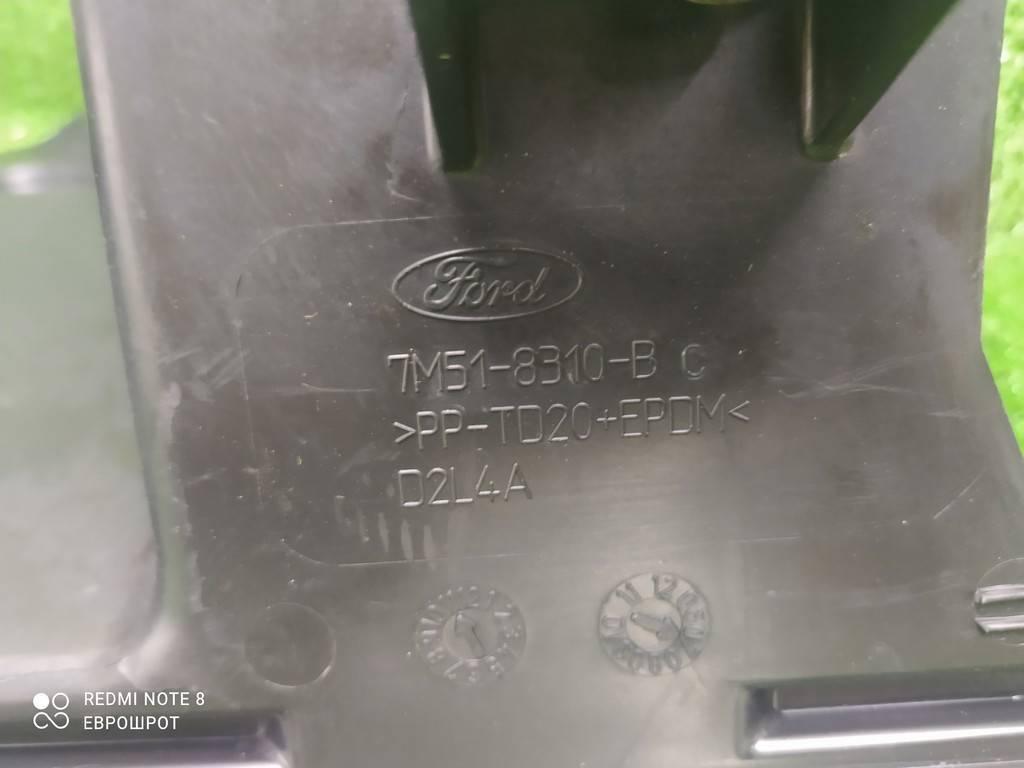 Ford
7M51-8310-B C
>PP-TD20+EPDM<
D2L4A
REDMI NOTE 8
ЕВРОШРОТ